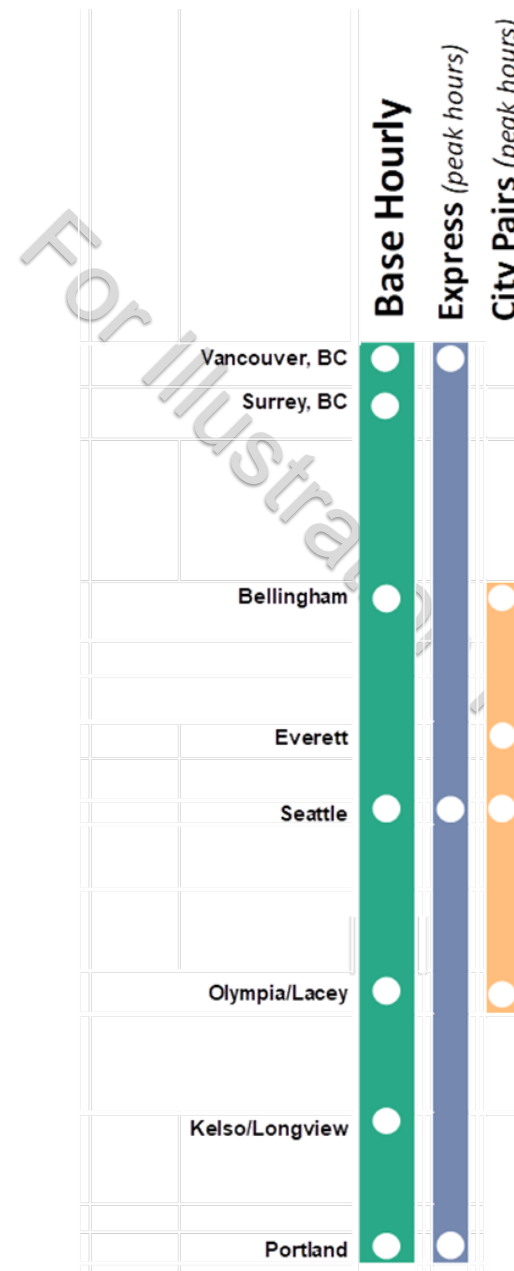 Base Hourly
Express (peak hours)
City Pairs (peak hours)
Vancouver, BC
Surrey, BC
Bellingham
Everett
Seattle
Olympia/Lacey
Kelso/Longview
Portland
For